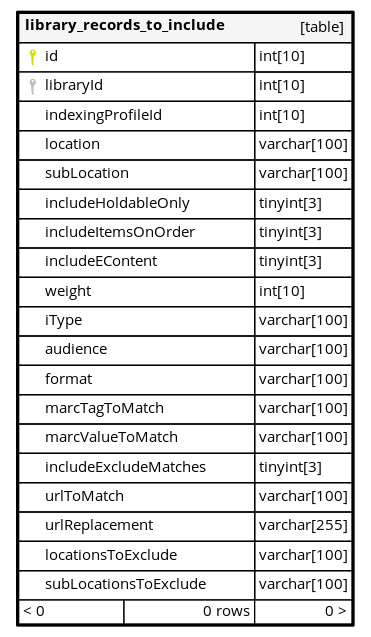 library_records_to_include [table]
id int[10]
libraryId int[10]
indexingProfileId int[10]
location varchar[100]
subLocation varchar[100]
includeHoldableOnly tinyint[3]
includeItemsOnOrder tinyint[3]
includeEContent tinyint[3]
weight int[10]
iType varchar[100]
audience varchar[100]
format varchar[100]
marcTagToMatch varchar[100]
marcValueToMatch varchar[100]
includeExcludeMatches tinyint[3]
urlToMatch varchar[100]
urlReplacement varchar[255]
locationsToExclude varchar[100]
subLocationsToExclude varchar[100]
< 0 0 rows 0 >